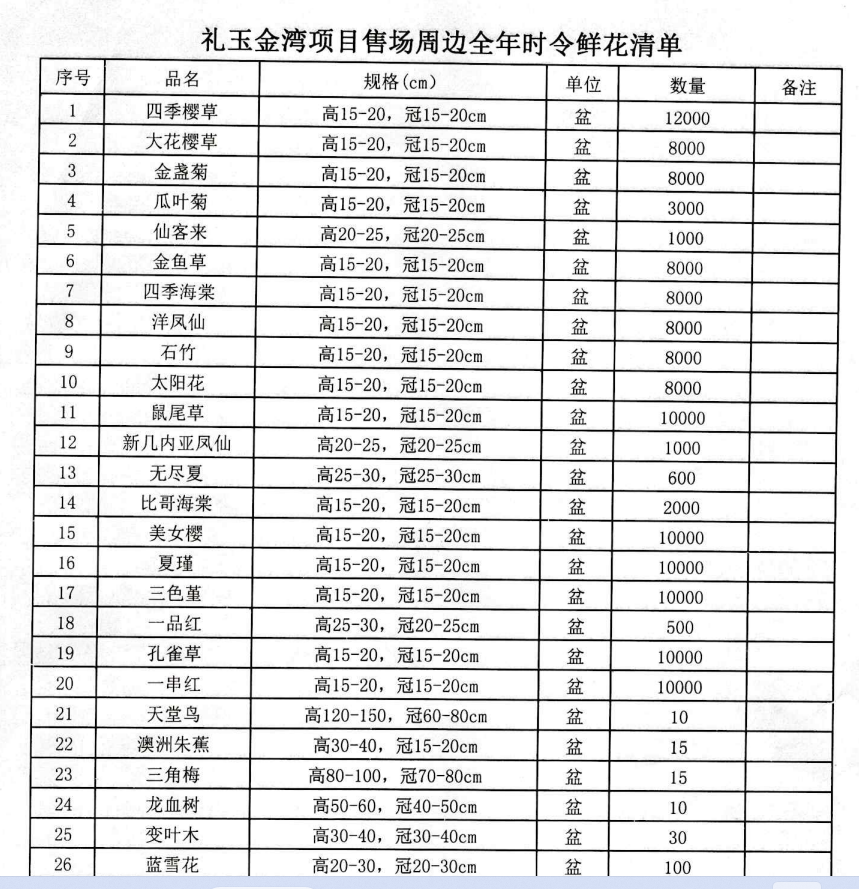 礼玉金湾项目售场周边全年时令鲜花清单
序号 品名 规格(cm) 单位 数量 备注
1 四季樱草 高15-20，冠15-20cm 盆 12000
2 大花樱草 高15-20，冠15-20cm 盆 8000
3 金盏菊 高15-20，冠15-20cm 盆 8000
4 瓜叶菊 高15-20，冠15-20cm 盆 3000
5 仙客来 高20-25，冠20-25cm 盆 1000
6 金鱼草 高15-20，冠15-20cm 盆 8000
7 四季海棠 高15-20，冠15-20cm 盆 8000
8 洋凤仙 高15-20，冠15-20cm 盆 8000
9 石竹 高15-20，冠15-20cm 盆 8000
10 太阳花 高15-20，冠15-20cm 盆 8000
11 鼠尾草 高15-20，冠15-20cm 盆 10000
12 新几内亚凤仙 高20-25，冠20-25cm 盆 1000
13 无尽夏 高25-30，冠25-30cm 盆 600
14 比哥海棠 高15-20，冠15-20cm 盆 2000
15 美女樱 高15-20，冠15-20cm 盆 10000
16 夏瑾 高15-20，冠15-20cm 盆 10000
17 三色堇 高15-20，冠15-20cm 盆 10000
18 一品红 高25-30，冠20-25cm 盆 500
19 孔雀草 高15-20，冠15-20cm 盆 10000
20 一串红 高15-20，冠15-20cm 盆 10000
21 天堂鸟 高120-150，冠60-80cm 盆 10
22 澳洲朱蕉 高30-40，冠15-20cm 盆 15
23 三角梅 高80-100，冠70-80cm 盆 15
24 龙血树 高50-60，冠40-50cm 盆 10
25 变叶木 高30-40，冠30-40cm 盆 30
26 蓝雪花 高20-30，冠20-30cm 盆 100